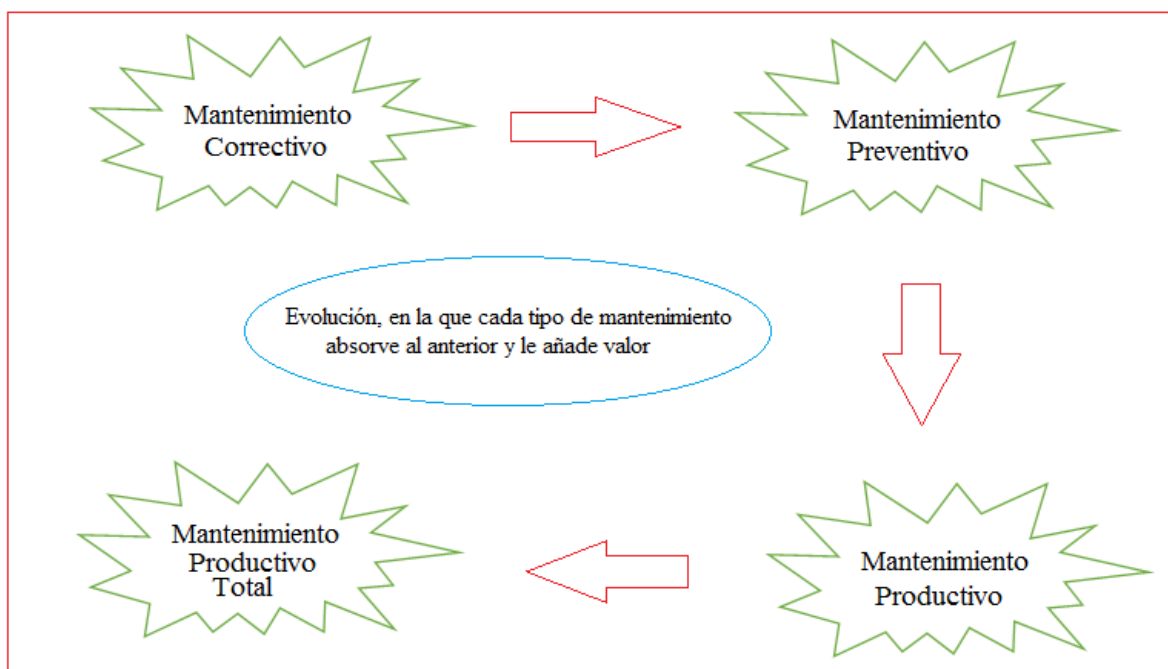 Mantenimiento
Correctivo
Mantenimiento
Preventivo
Evolución, en la que cada tipo de mantenimiento
absorve al anterior y le añade valor
Mantenimiento
Productivo
Total
Mantenimiento
Productivo